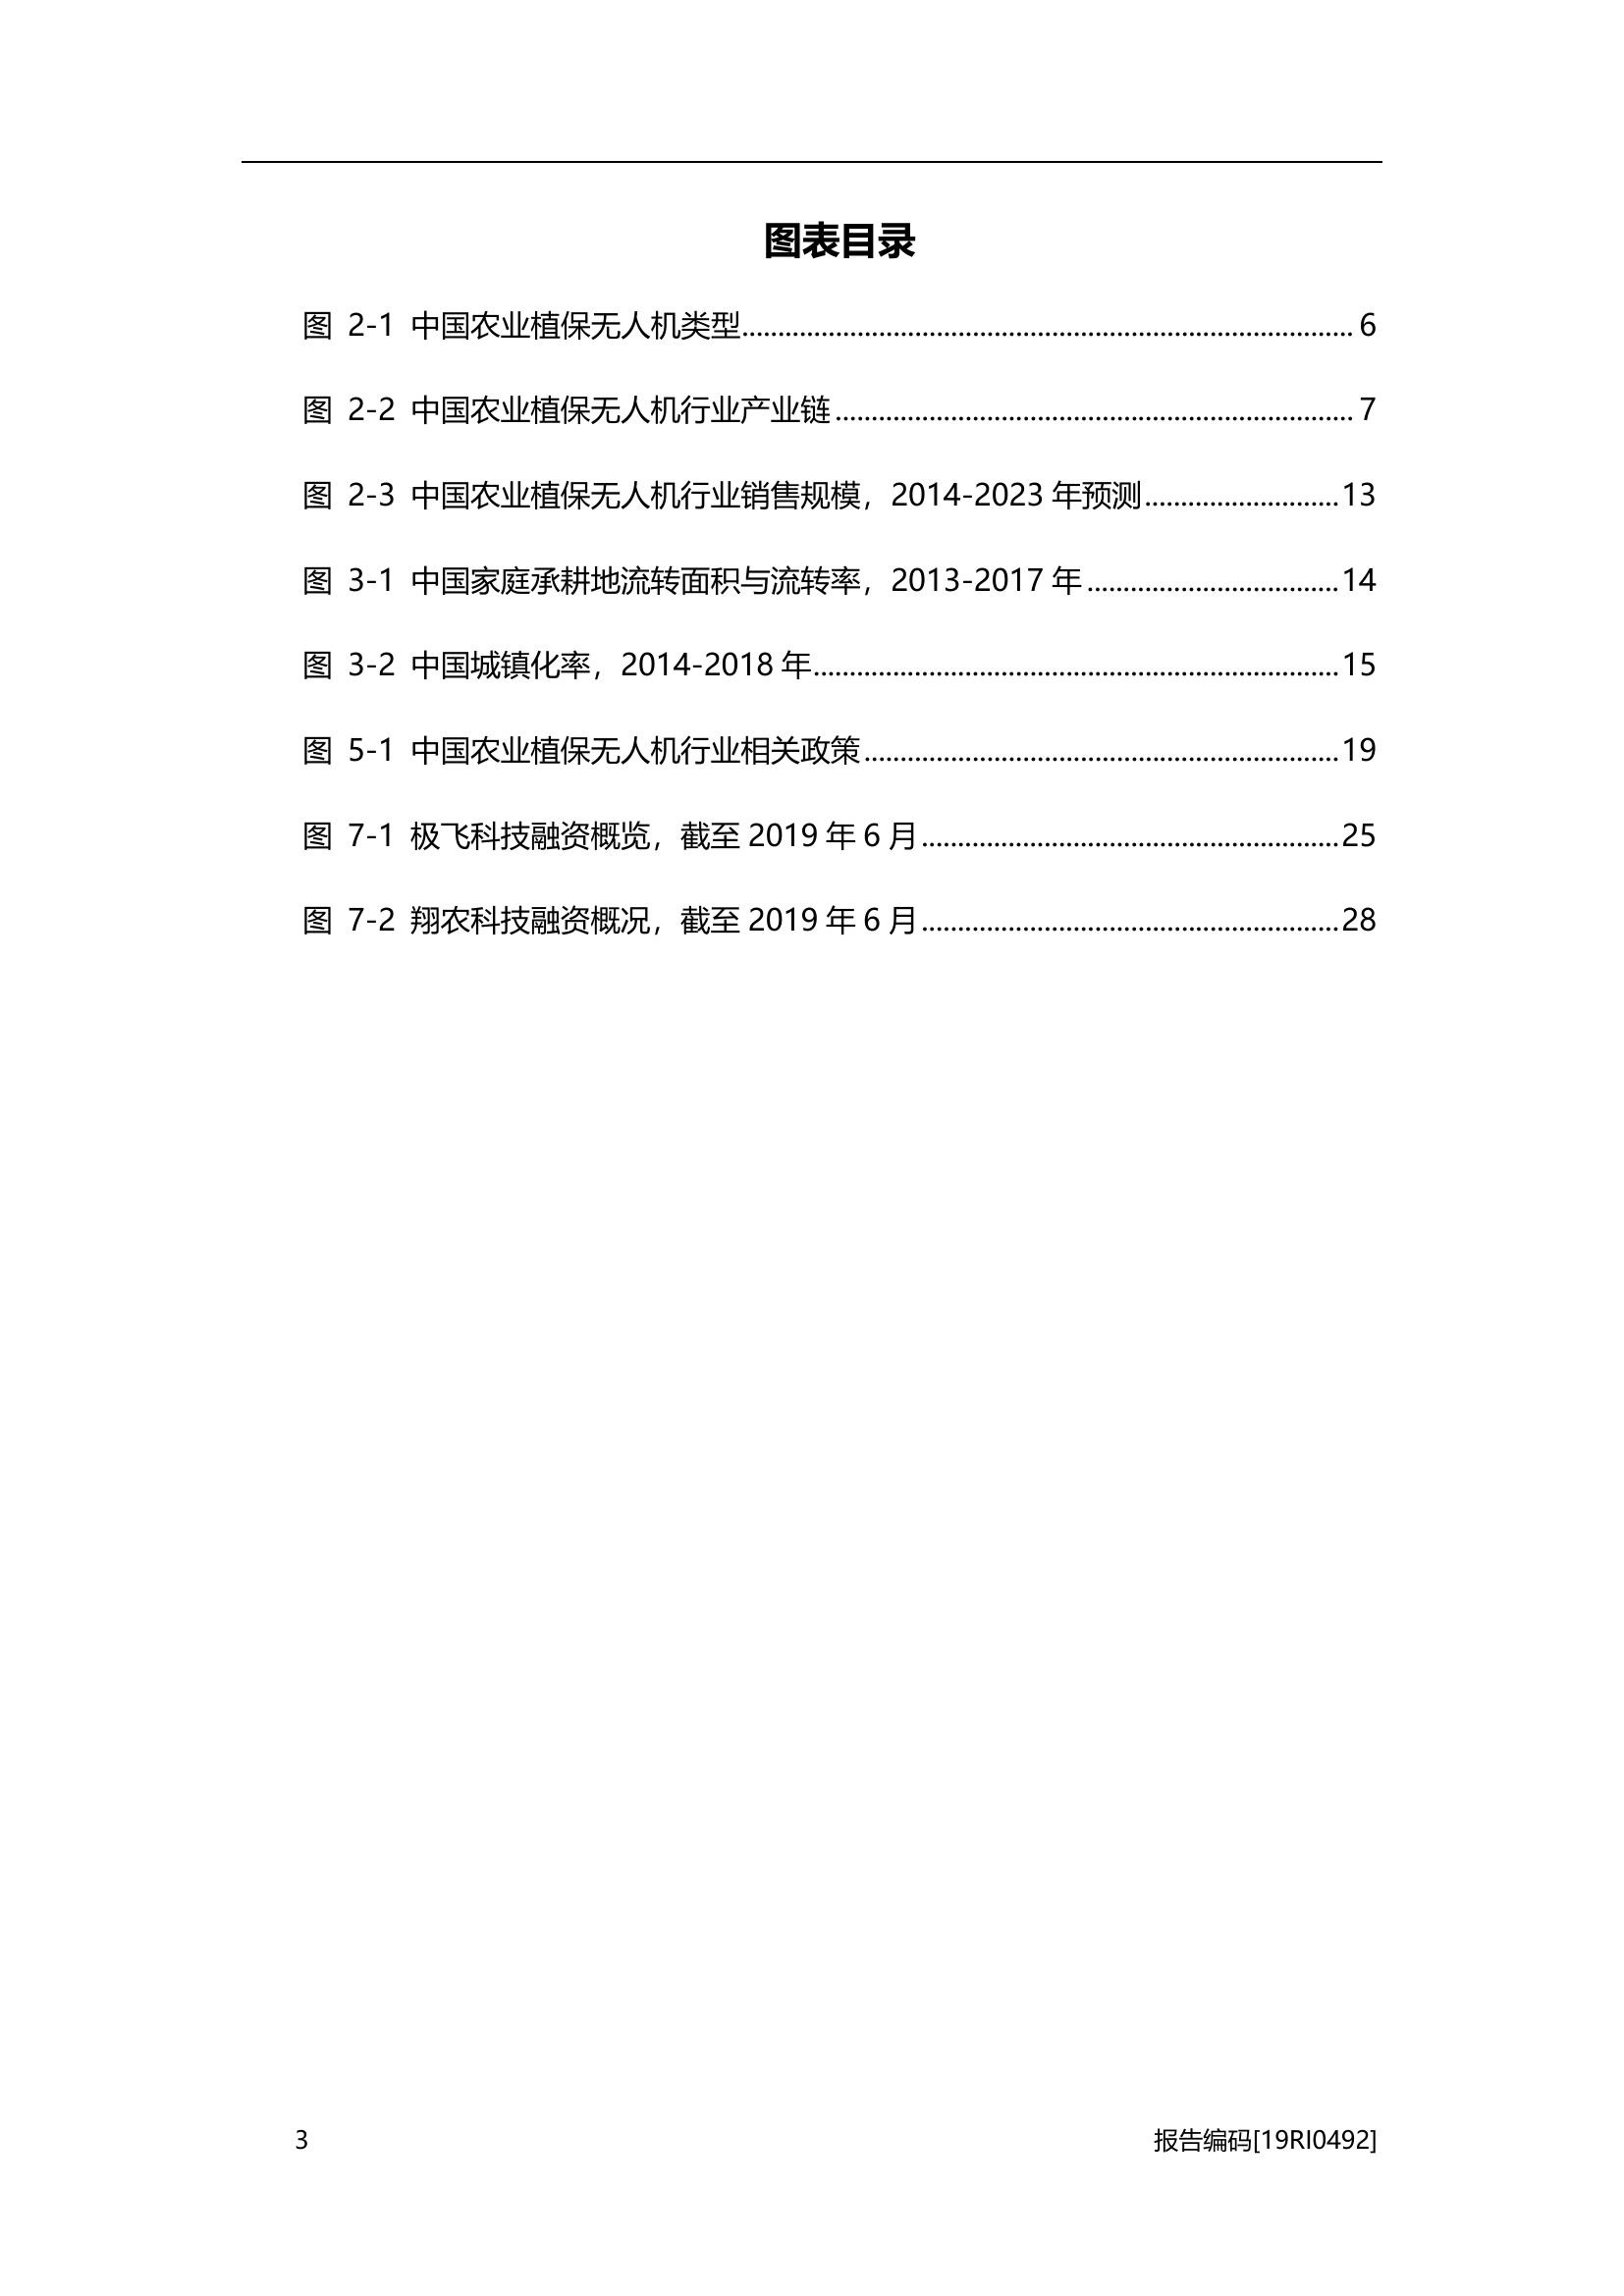 图表目录
图 2-1 中国农业植保无人机类型..................................................................................... 6
图 2-2 中国农业植保无人机行业产业链........................................................................ 7
图 2-3 中国农业植保无人机行业销售规模，2014-2023 年预测...........................13
图 3-1 中国家庭承耕地流转面积与流转率，2013-2017 年...................................14
图 3-2 中国城镇化率，2014-2018 年.........................................................................15
图 5-1 中国农业植保无人机行业相关政策..................................................................19
图 7-1 极飞科技融资概览，截至 2019 年 6 月..........................................................25
图 7-2 翔农科技融资概况，截至 2019 年 6 月..........................................................28
3 报告编码[19RI0492]